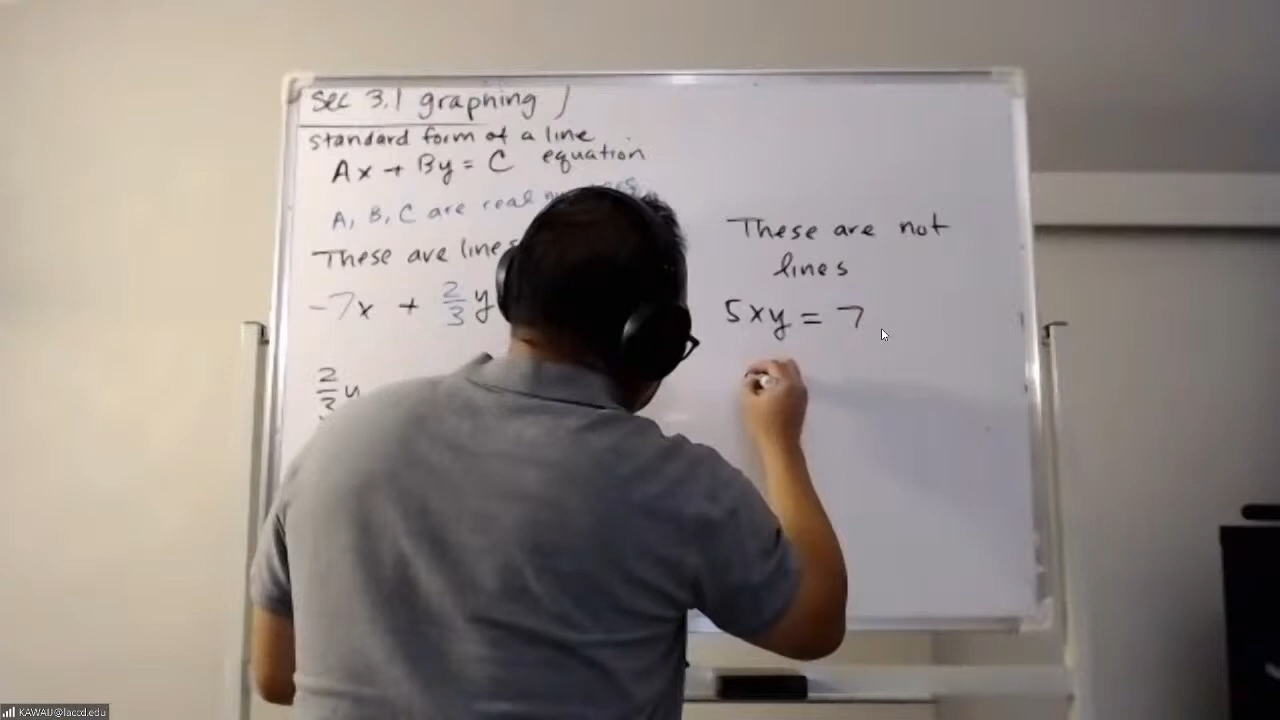 Sec 3.1 graphing
standard form of a line
equation
Ax + By = C
A, B, C are real
These are lines
-7x + 2/3 y
2/3 y
These are not
lines
5xy = 7
KAWAIJ@laccd.edu